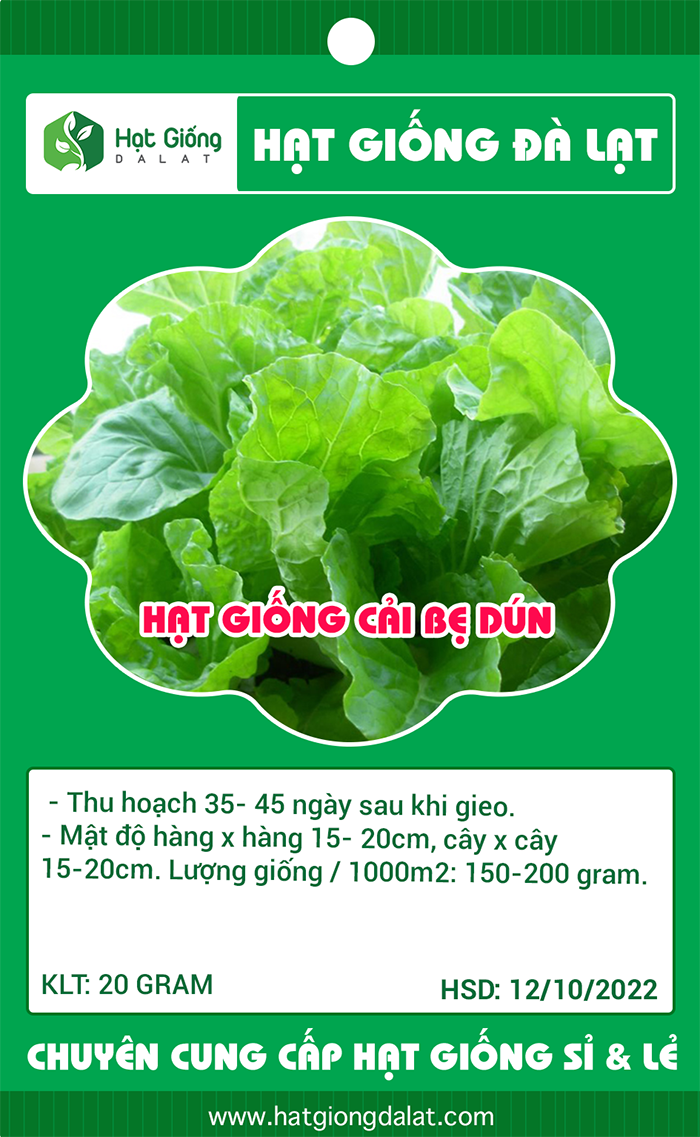 Hạt Giống
DALAT
HẠT GIỐNG ĐÀ LẠT
HẠT GIỐNG CẢI BẸ DÚN
- Thu hoạch 35- 45 ngày sau khi gieo.
- Mật độ hàng x hàng 15- 20cm, cây x cây
15-20cm. Lượng giống / 1000m2: 150-200 gram.
KLT: 20 GRAM
HSD: 12/10/2022
CHUYÊN CUNG CẤP HẠT GIỐNG SỈ & LẺ
www.hatgiongdalat.com